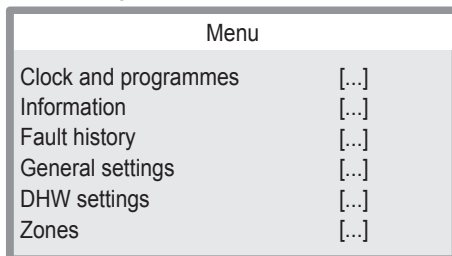 Menu
Clock and programmes [...]
Information [...]
Fault history [...]
General settings [...]
DHW settings [...]
Zones [...]